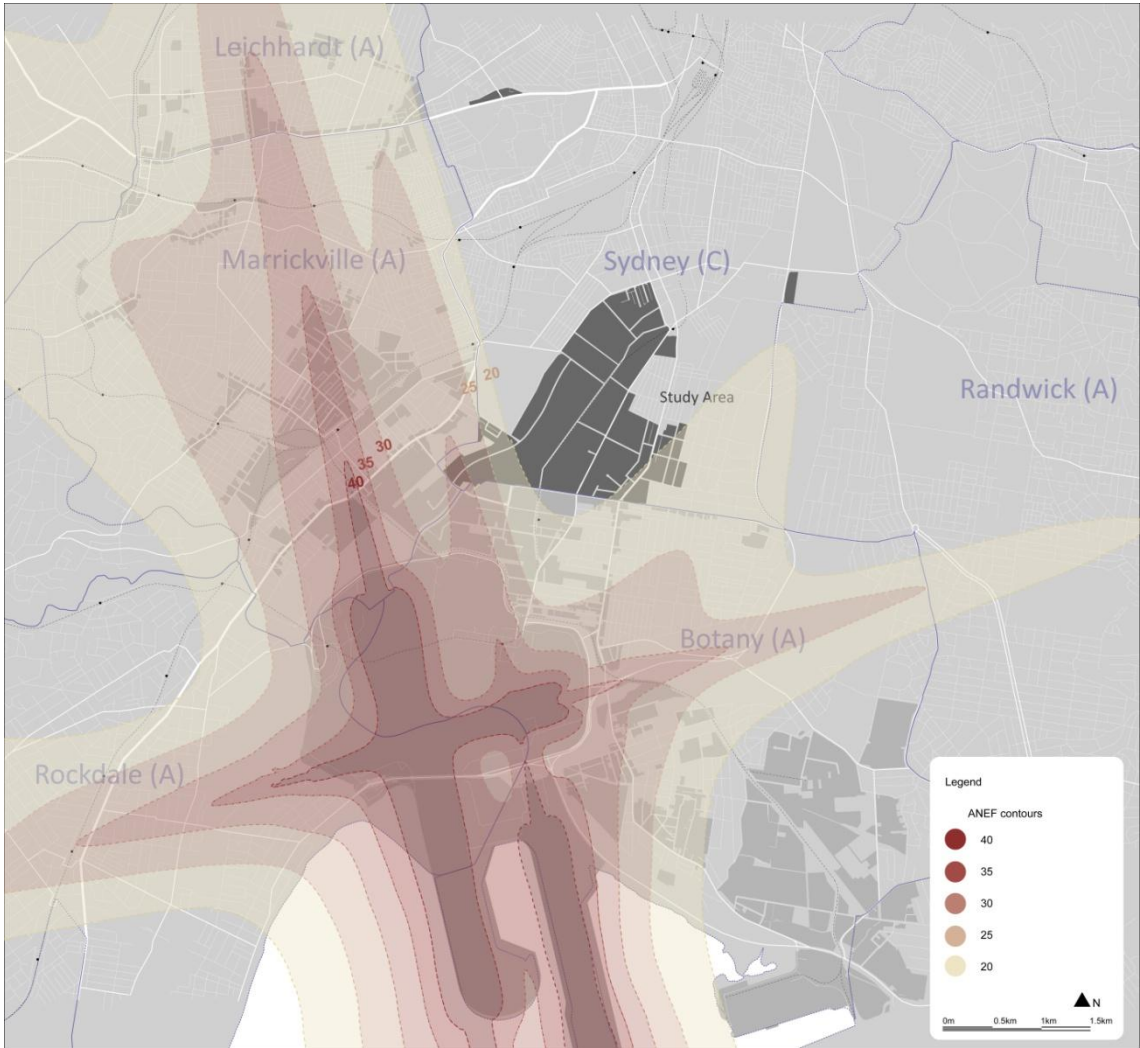 Leichhardt (A)
Marrickville (A)
Sydney (C)
Randwick (A)
25 20
Study Area
30
35
40
Botany (A)
Rockdale (A)
Legend
ANEF contours
40
35
30
25
20
N
0m 0.5km 1km 1.5km